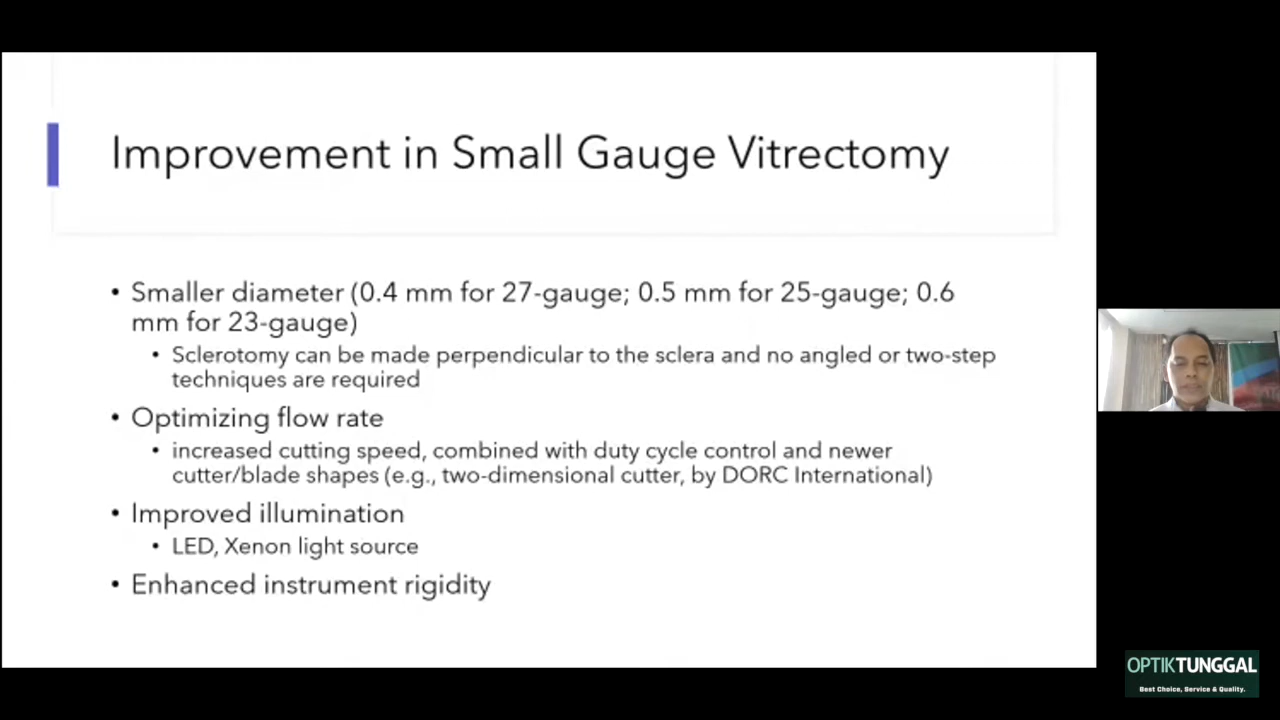 Improvement in Small Gauge Vitrectomy
• Smaller diameter (0.4 mm for 27-gauge; 0.5 mm for 25-gauge; 0.6
mm for 23-gauge)
• Sclerotomy can be made perpendicular to the sclera and no angled or two-step
techniques are required
• Optimizing flow rate
• increased cutting speed, combined with duty cycle control and newer
cutter/blade shapes (e.g., two-dimensional cutter, by DORC International)
• Improved illumination
• LED, Xenon light source
• Enhanced instrument rigidity
OPTIKTUNGGAL
Best Choice, Service & Quality.